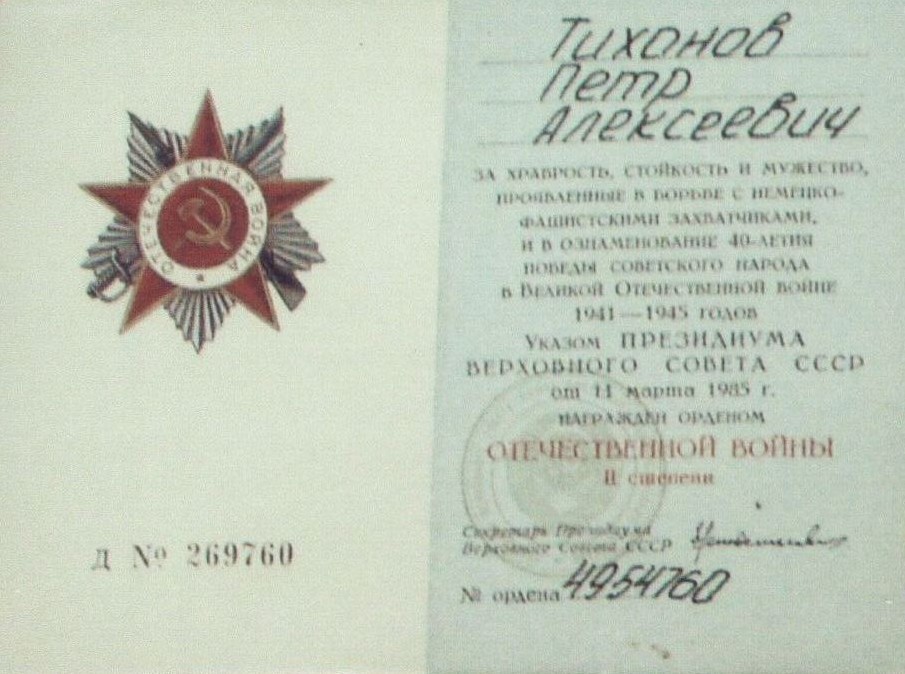 ОТЕЧЕСТВЕННАЯ ВОЙНА
Д № 269760
Тихонов
Петр
Алексеевич
ЗА ХРАБРОСТЬ, СТОЙКОСТЬ И МУЖЕСТВО,
ПРОЯВЛЕННЫЕ В БОРЬБЕ С НЕМЕЦКО-
ФАШИСТСКИМИ ЗАХВАТЧИКАМИ,
И В ОЗНАМЕНОВАНИЕ 40-ЛЕТИЯ
ПОБЕДЫ СОВЕТСКОГО НАРОДА
В ВЕЛИКОЙ ОТЕЧЕСТВЕННОЙ ВОЙНЕ
1941—1945 ГОДОВ
УКАЗОМ ПРЕЗИДИУМА
ВЕРХОВНОГО СОВЕТА СССР
от 11 марта 1985 г.
НАГРАЖДЕН ОРДЕНОМ
ОТЕЧЕСТВЕННОЙ ВОЙНЫ
II степени
Секретарь Президиума
Верховного Совета СССР
№ ордена 4954760